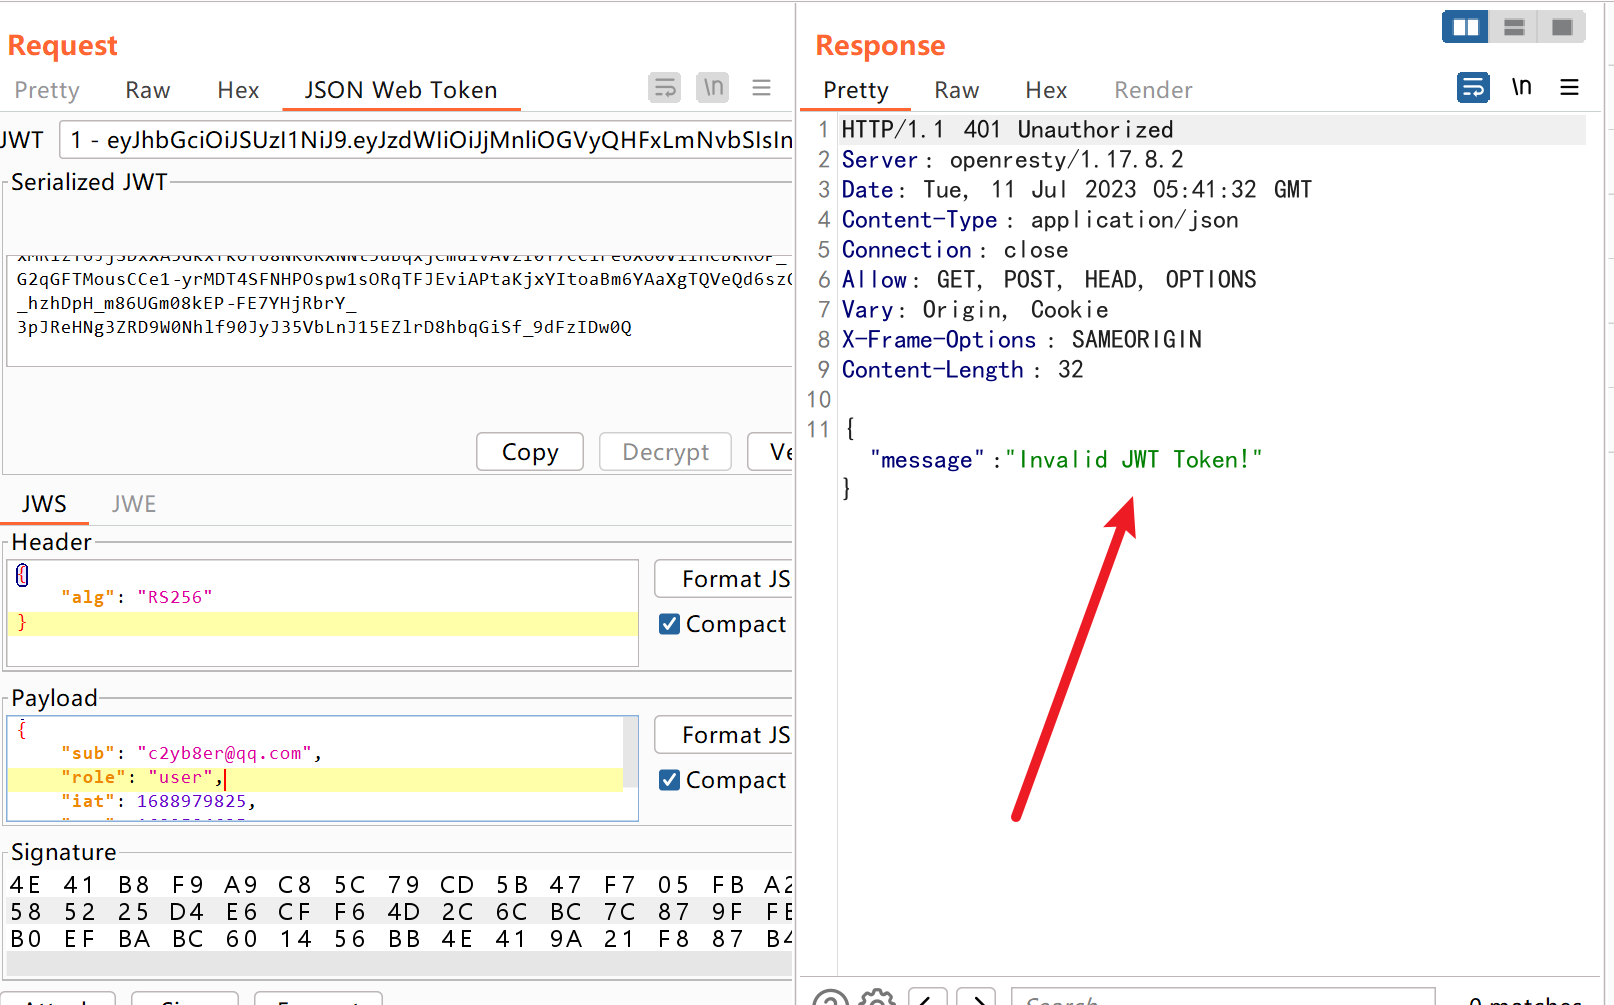 Request
Pretty Raw Hex JSON Web Token \n
JWT 1 - eyJhbGciOiJSUzI1NiJ9.eyJzdWIiOiJjMnliOGVyQHFxLmNvbSIsIn
Serialized JWT
G2qGFTMousCCe1-yrMDT4SFNHPOspw1sORqTFJEviAPtaKjxYItoaBm6YAaXgTQVeQd6sz
_hzhDpH_m86UGm08kEP-FE7YHjRbrY_
3pJReHNg3ZRD9W0Nhlf90JyJ35VbLnJ15EZlrD8hbqGiSf_9dFzIDw0Q
Copy Decrypt Ve
JWS JWE
Header
{
"alg": "RS256"
}
Format JS
Compact
Payload
{
"sub": "c2yb8er@qq.com",
"role": "user",
"iat": 1688979825,
Format JS
Compact
Signature
4E 41 B8 F9 A9 C8 5C 79 CD 5B 47 F7 05 FB A2
58 52 25 D4 E6 CF F6 4D 2C 6C BC 7C 87 9F FE
B0 EF BA BC 60 14 56 BB 4E 41 9A 21 F8 87 B4
Response
Pretty Raw Hex Render \n
1 HTTP/1.1 401 Unauthorized
2 Server: openresty/1.17.8.2
3 Date: Tue, 11 Jul 2023 05:41:32 GMT
4 Content-Type: application/json
5 Connection: close
6 Allow: GET, POST, HEAD, OPTIONS
7 Vary: Origin, Cookie
8 X-Frame-Options: SAMEORIGIN
9 Content-Length: 32
10
11 {
"message":"Invalid JWT Token!"
}
Search
0 matches